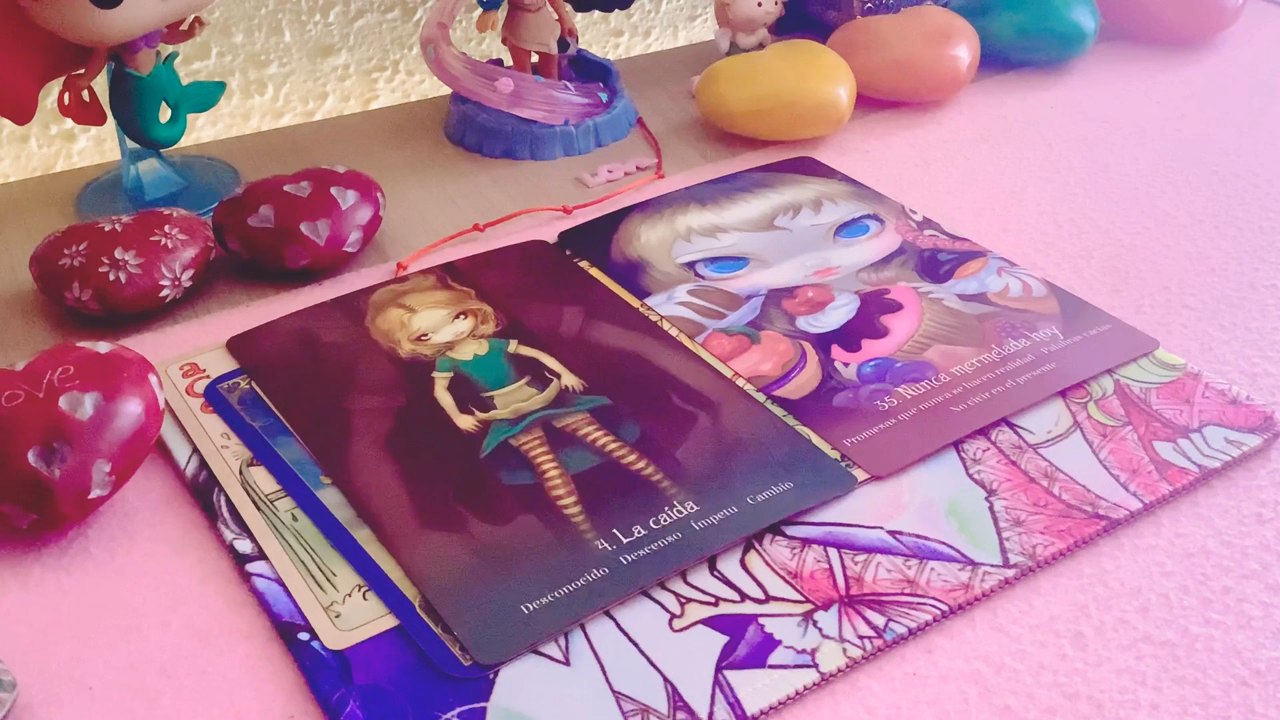 LOVE
4. La caída
Desconocido Descenso Ímpetu Cambio
35. Nunca mermelada hoy
Promesas que nunca se hacen realidad Palabras vacías
No vivir en el presente